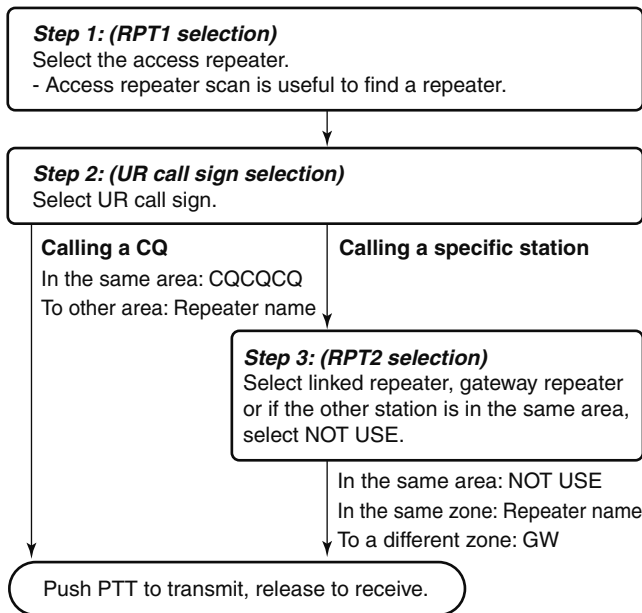 Step 1: (RPT1 selection)
Select the access repeater.
- Access repeater scan is useful to find a repeater.
Step 2: (UR call sign selection)
Select UR call sign.
Calling a CQ
In the same area: CQCQCQ
To other area: Repeater name
Calling a specific station
Step 3: (RPT2 selection)
Select linked repeater, gateway repeater
or if the other station is in the same area,
select NOT USE.
In the same area: NOT USE
In the same zone: Repeater name
To a different zone: GW
Push PTT to transmit, release to receive.